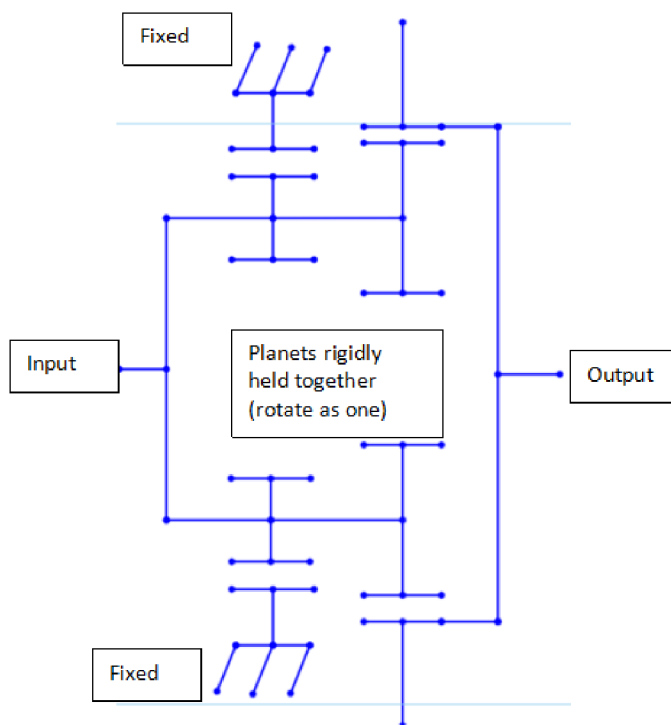 Fixed
Input
Planets rigidly
held together
(rotate as one)
Output
Fixed